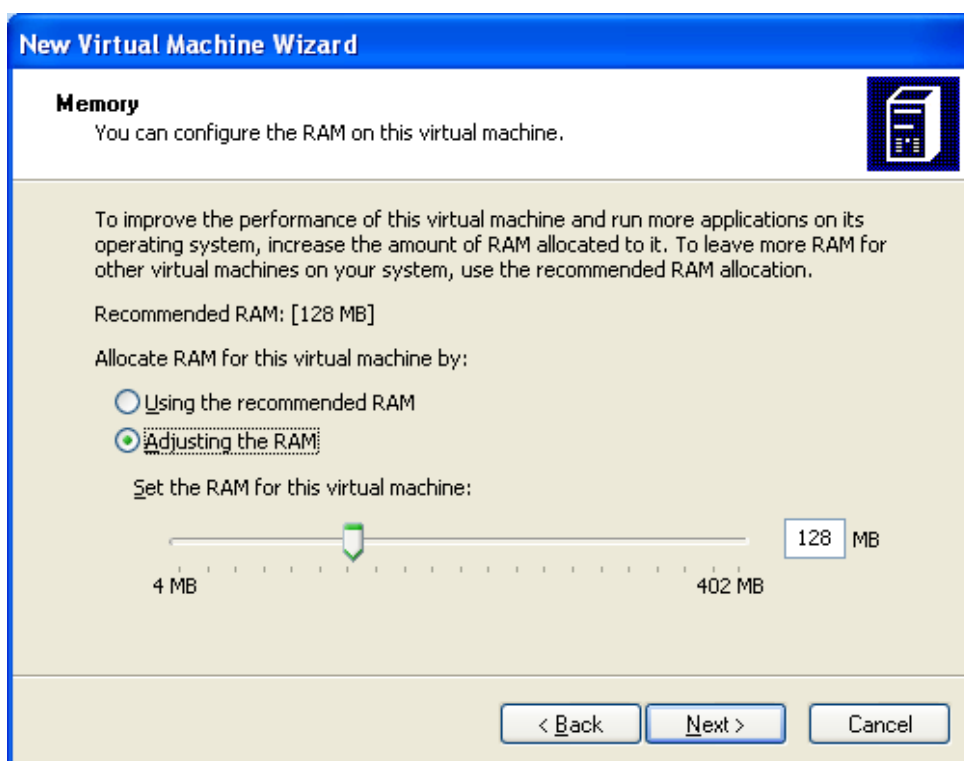 New Virtual Machine Wizard
Memory
You can configure the RAM on this virtual machine.
To improve the performance of this virtual machine and run more applications on its
operating system, increase the amount of RAM allocated to it. To leave more RAM for
other virtual machines on your system, use the recommended RAM allocation.
Recommended RAM: [128 MB]
Allocate RAM for this virtual machine by:
Using the recommended RAM
Adjusting the RAM
Set the RAM for this virtual machine:
128 MB
4 MB 402 MB
< Back Next > Cancel